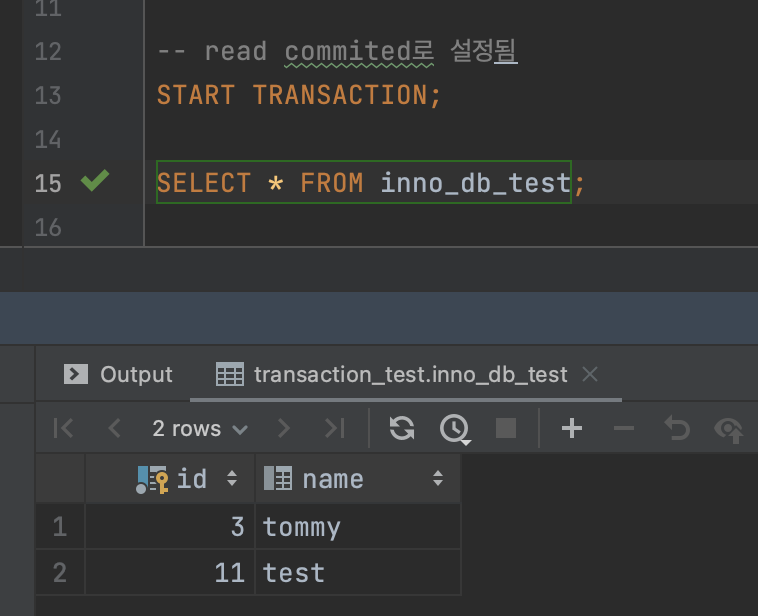 11
12 -- read commited로 설정됨
13 START TRANSACTION;
14
15 SELECT * FROM inno_db_test;
16
Output transaction_test.inno_db_test
2 rows
id name
1 3 tommy
2 11 test